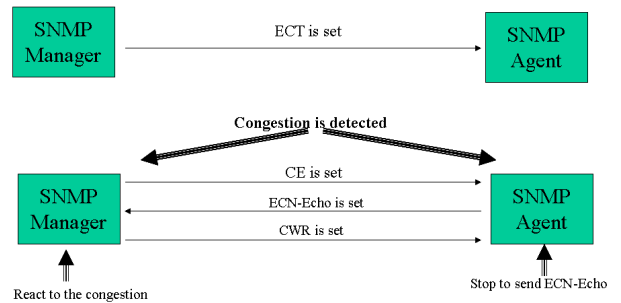 SNMP
Manager
ECT is set
SNMP
Agent
Congestion is detected
SNMP
Manager
CE is set
ECN-Echo is set
CWR is set
SNMP
Agent
React to the congestion
Stop to send ECN-Echo